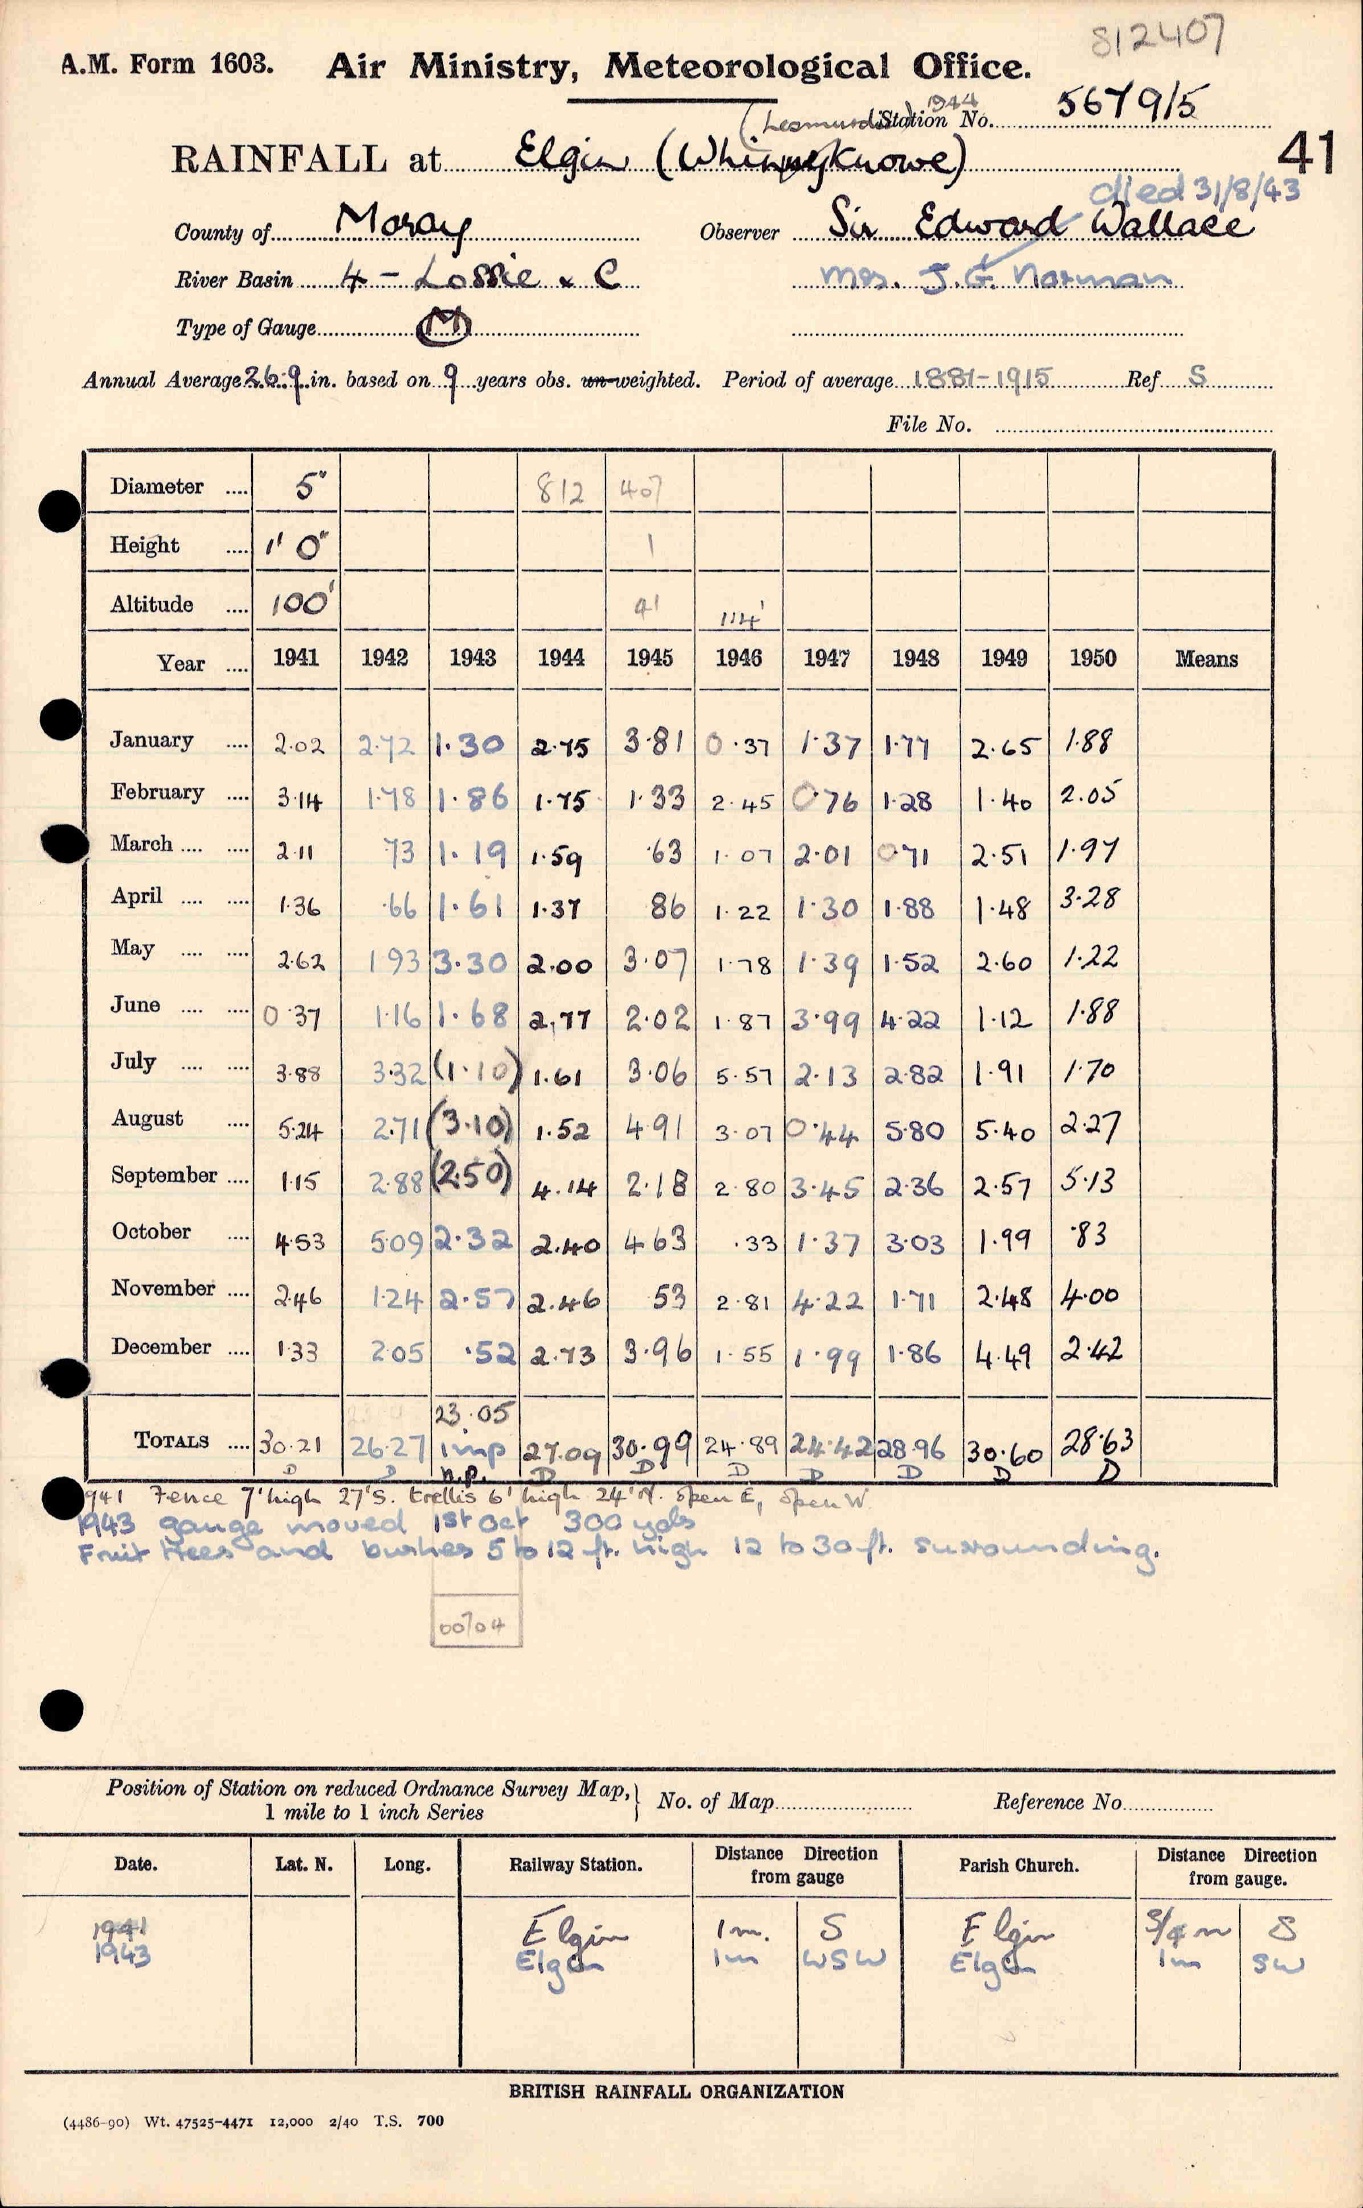 812407
A.M. Form 1603. Air Ministry, Meteorological Office.
1944
Station No. 5679/5
41
RAINFALL at Elgin (Whinnyknowe)
died 31/8/43
County of Moray Observer Sir Edward Wallace
River Basin 4 - Lossie & C Mrs. J.G. Norman
Type of Gauge M
Annual Average 26.9 in. based on 9 years obs. un-weighted. Period of average 1881-1915 Ref S
File No.
Diameter .... 5" 812 407
Height .... 1' 0" 1
Altitude .... 100' 41 114'
Year .... 1941 1942 1943 1944 1945 1946 1947 1948 1949 1950 Means
January .... 2.02 2.72 1.30 2.75 3.81 0.37 1.37 1.77 2.65 1.88
February .... 3.14 1.78 1.86 1.75 1.33 2.45 0.76 1.28 1.40 2.05
March .... .... 2.11 73 1.19 1.59 .63 1.07 2.01 0.71 2.51 1.97
April .... .... 1.36 .66 1.61 1.37 86 1.22 1.30 1.88 1.48 3.28
May .... .... 2.62 1.93 3.30 2.00 3.07 1.78 1.39 1.52 2.60 1.22
June .... .... 0.37 1.16 1.68 2.77 2.02 1.87 3.99 4.22 1.12 1.88
July .... .... 3.88 3.32 (1.10) 1.61 3.06 5.57 2.13 2.82 1.91 1.70
August .... 5.24 2.71 (3.10) 1.52 4.91 3.07 0.44 5.80 5.40 2.27
September .... 1.15 2.88 (2.50) 4.14 2.18 2.80 3.45 2.36 2.57 5.13
October .... 4.53 5.09 2.32 2.40 4.63 .33 1.37 3.03 1.99 .83
November .... 2.46 1.24 2.57 2.46 53 2.81 4.22 1.71 2.48 4.00
December .... 1.33 2.05 .52 2.73 3.96 1.55 1.99 1.86 4.49 2.42
23.05
TOTALS .... 30.21 26.27 imp 27.09 30.99 24.89 24.42 28.96 30.60 28.63
D D n.p. D D D D D D D
1941 Fence 7' high 27' S. trellis 6' high 24' N. open E, open W.
1943 gauge moved 1st Oct 300 yds
Fruit trees and bushes 5 to 12 ft. high 12 to 30 ft. surrounding.
00704
Position of Station on reduced Ordnance Survey Map,
1 mile to 1 inch Series
No. of Map Reference No.
Date. Lat. N. Long. Railway Station. Distance from gauge Direction Parish Church. Distance from gauge. Direction
1941 Elgin 1m. S Elgin 3/4 m S
1943 Elgin 1m WSW Elgin 1m SW
BRITISH RAINFALL ORGANIZATION
(4486-90) Wt. 47525-4471 12,000 2/40 T.S. 700